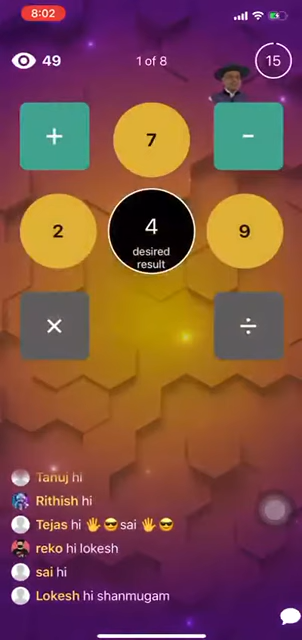 8:02
49
1 of 8
15
+
7
-
2
4
desired
result
9
×
÷
Tanuj hi
Rithish hi
Tejas hi 🖐😎 sai 🖐😎
reko hi lokesh
sai hi
Lokesh hi shanmugam